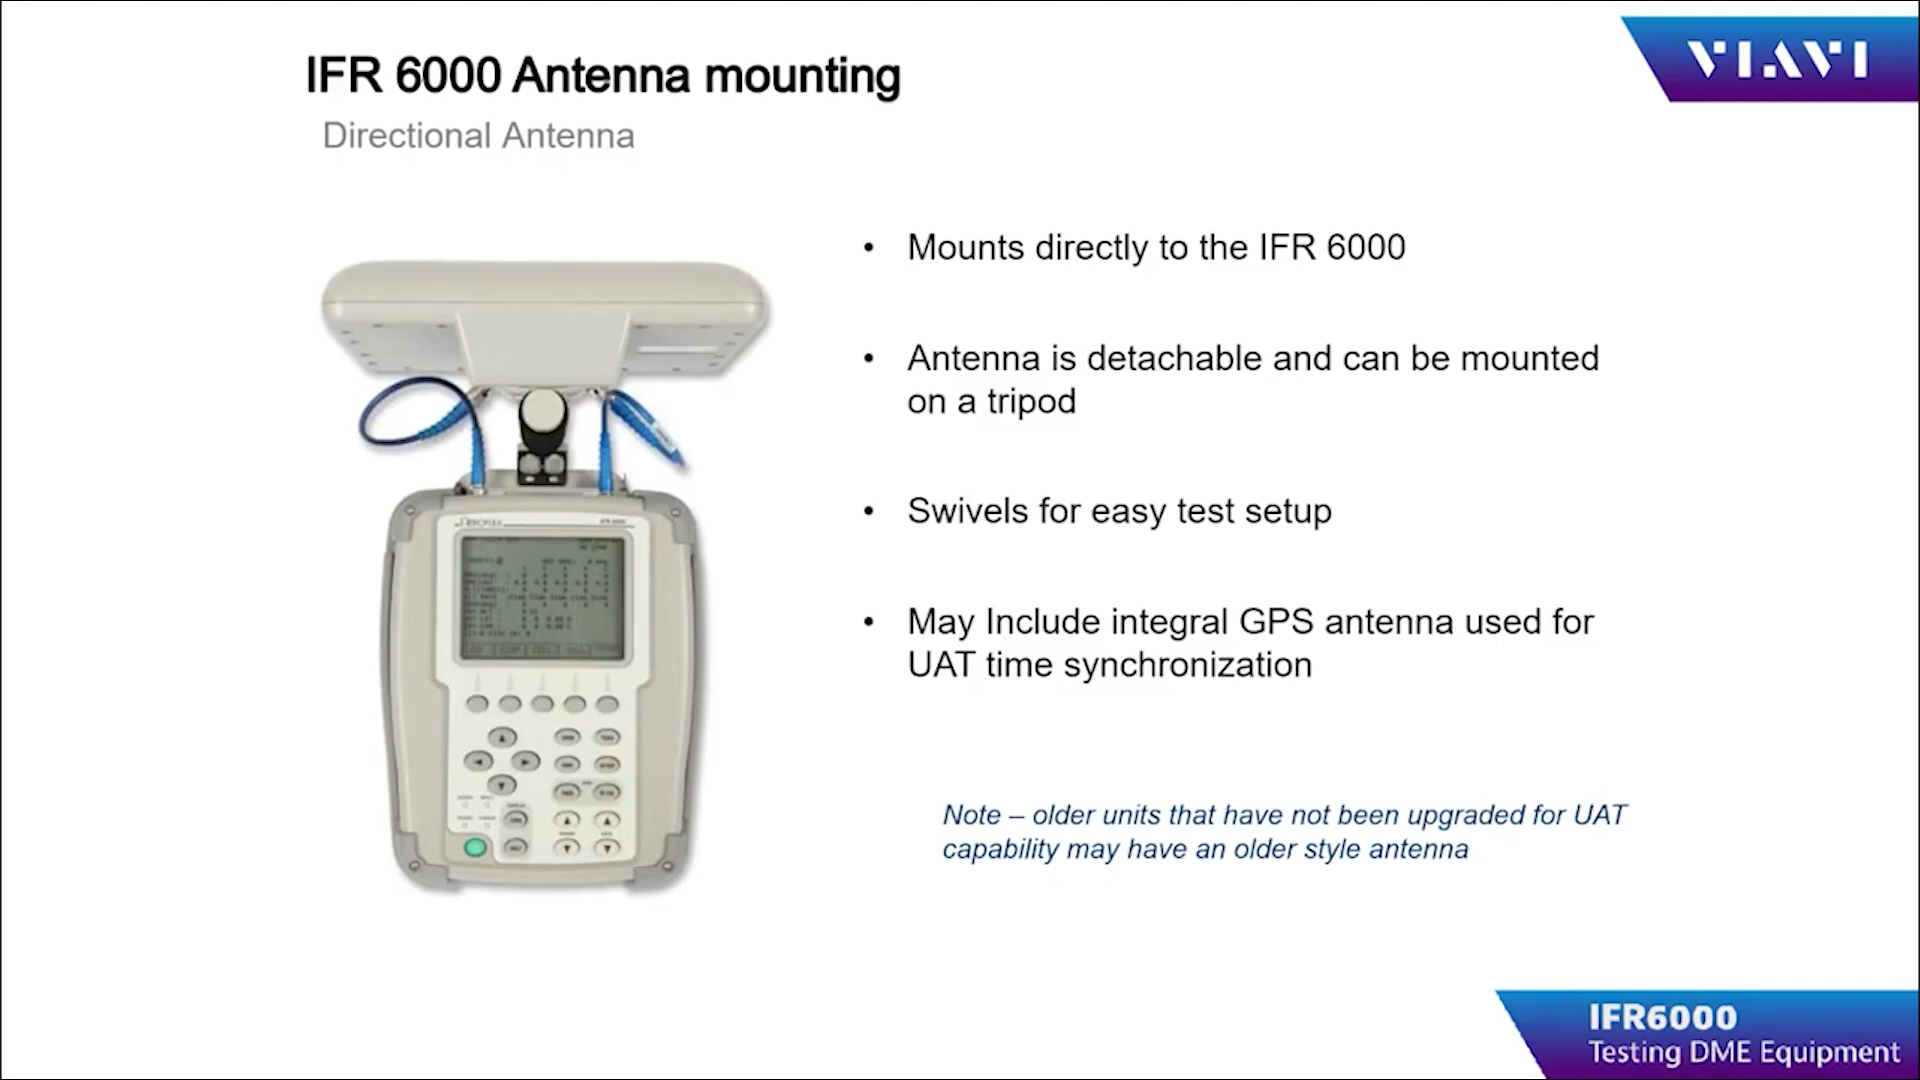 IFR 6000 Antenna mounting
VIAVI
Directional Antenna
• Mounts directly to the IFR 6000
• Antenna is detachable and can be mounted
on a tripod
• Swivels for easy test setup
• May Include integral GPS antenna used for
UAT time synchronization
Note – older units that have not been upgraded for UAT
capability may have an older style antenna
IFR6000
Testing DME Equipment